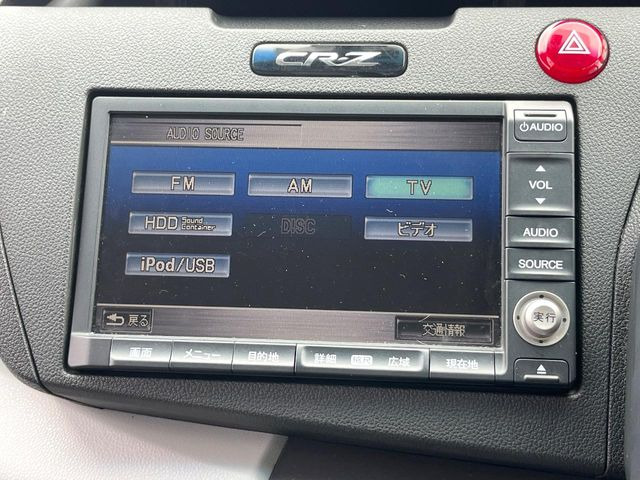 CR-Z
AUDIO SOURCE
FM AM TV
HDD Sound Container DISC ビデオ
iPod/USB
戻る 交通情報
AUDIO
VOL
AUDIO
SOURCE
実行
画面 メニュー 目的地 詳細 広域 現在地